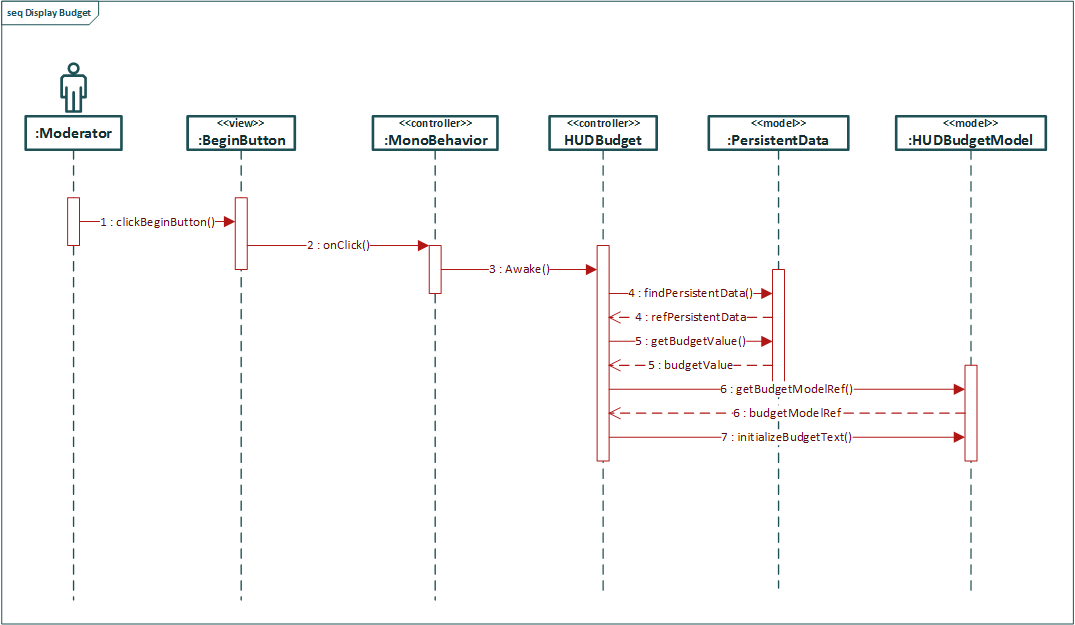 seq Display Budget
:Moderator
<<view>>
:BeginButton
<<controller>>
:MonoBehavior
<<controller>>
HUDBudget
<<model>>
:PersistentData
<<model>>
:HUDBudgetModel
1 : clickBeginButton()
2 : onClick()
3 : Awake()
4 : findPersistentData()
4 : refPersistentData
5 : getBudgetValue()
5 : budgetValue
6 : getBudgetModelRef()
6 : budgetModelRef
7 : initializeBudgetText()